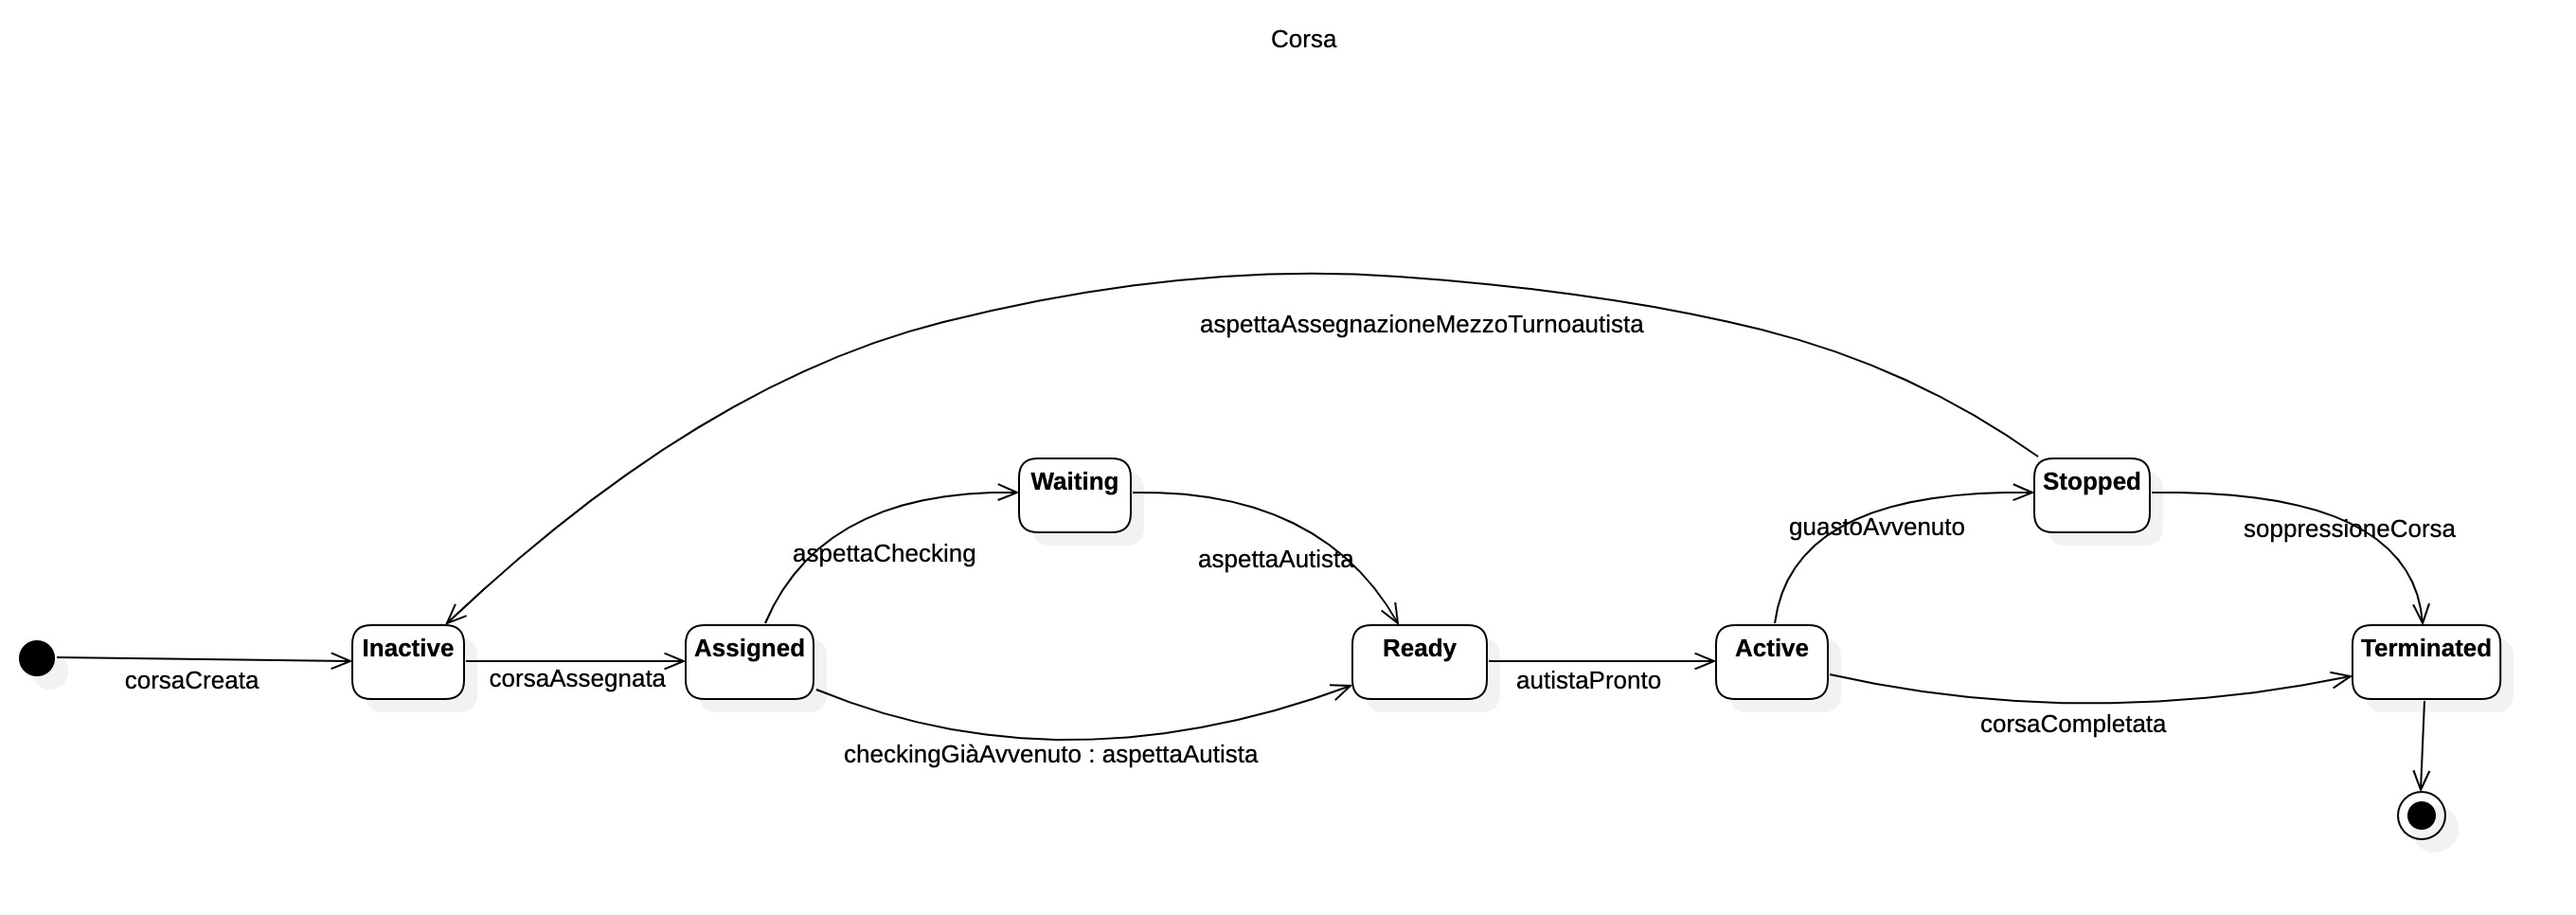 Corsa
aspettaAssegnazioneMezzoTurnoautista
Waiting
Stopped
guastoAvvenuto
soppressioneCorsa
aspettaChecking
aspettaAutista
Inactive
Assigned
Ready
Active
Terminated
corsaCreata
corsaAssegnata
autistaPronto
corsaCompletata
checkingGiàAvvenuto : aspettaAutista